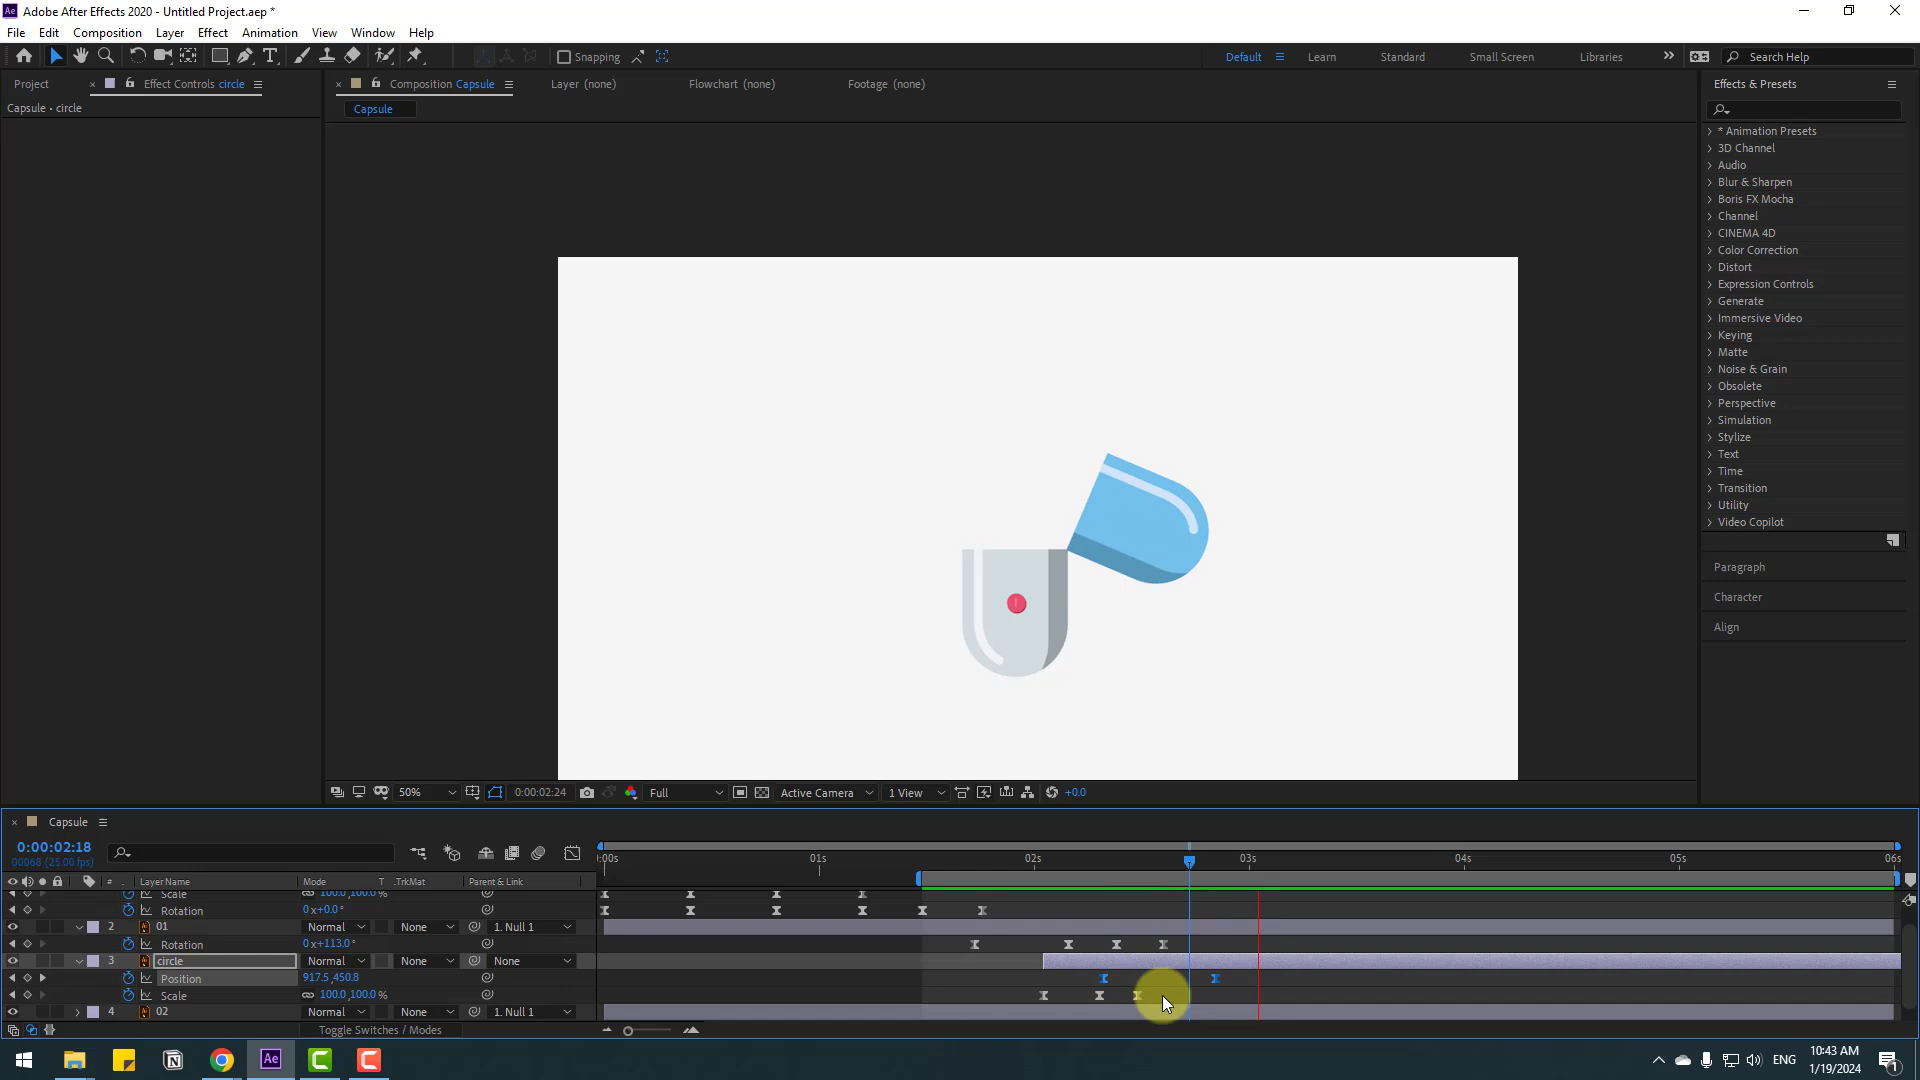 Ae Adobe After Effects 2020 - Untitled Project.aep *
File Edit Composition Layer Effect Animation View Window Help
Snapping Default Learn Standard Small Screen Libraries Search Help
Project Effect Controls circle Composition Capsule Layer (none) Flowchart (none) Footage (none) Effects & Presets
Capsule • circle
Capsule
* Animation Presets
3D Channel
Audio
Blur & Sharpen
Boris FX Mocha
Channel
CINEMA 4D
Color Correction
Distort
Expression Controls
Generate
Immersive Video
Keying
Matte
Noise & Grain
Obsolete
Perspective
Simulation
Stylize
Text
Time
Transition
Utility
Video Copilot
Paragraph
Character
Align
50% 0:00:02:24 Full Active Camera 1 View +0.0
Capsule
0:00:02:18
00068 (25.00 fps)
:00s 01s 02s 03s 04s 05s 06s
# Layer Name Mode T .TrkMat Parent & Link
Scale 100.0,100.0%
Rotation 0x+0.0°
2 01 Normal None 1. Null 1
Rotation 0x+113.0°
3 circle Normal None None
Position 917.5,450.8
Scale 100.0,100.0%
4 02 Normal None 1. Null 1
Toggle Switches / Modes
Ae ENG 10:43 AM
1/19/2024 1